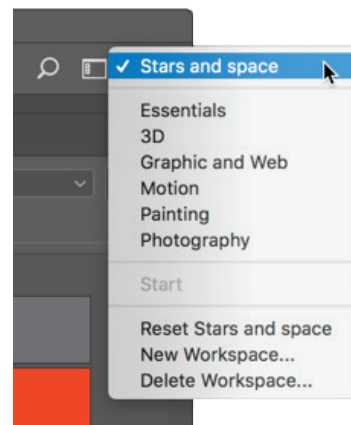 Stars and space
Essentials
3D
Graphic and Web
Motion
Painting
Photography
Start
Reset Stars and space
New Workspace...
Delete Workspace...